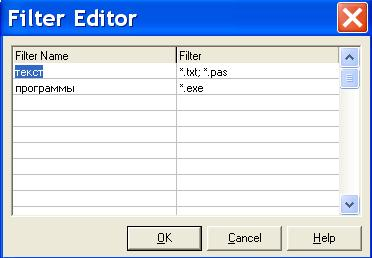 Filter Editor
Filter Name Filter
текст *.txt; *.pas
программы *.exe
OK Cancel Help